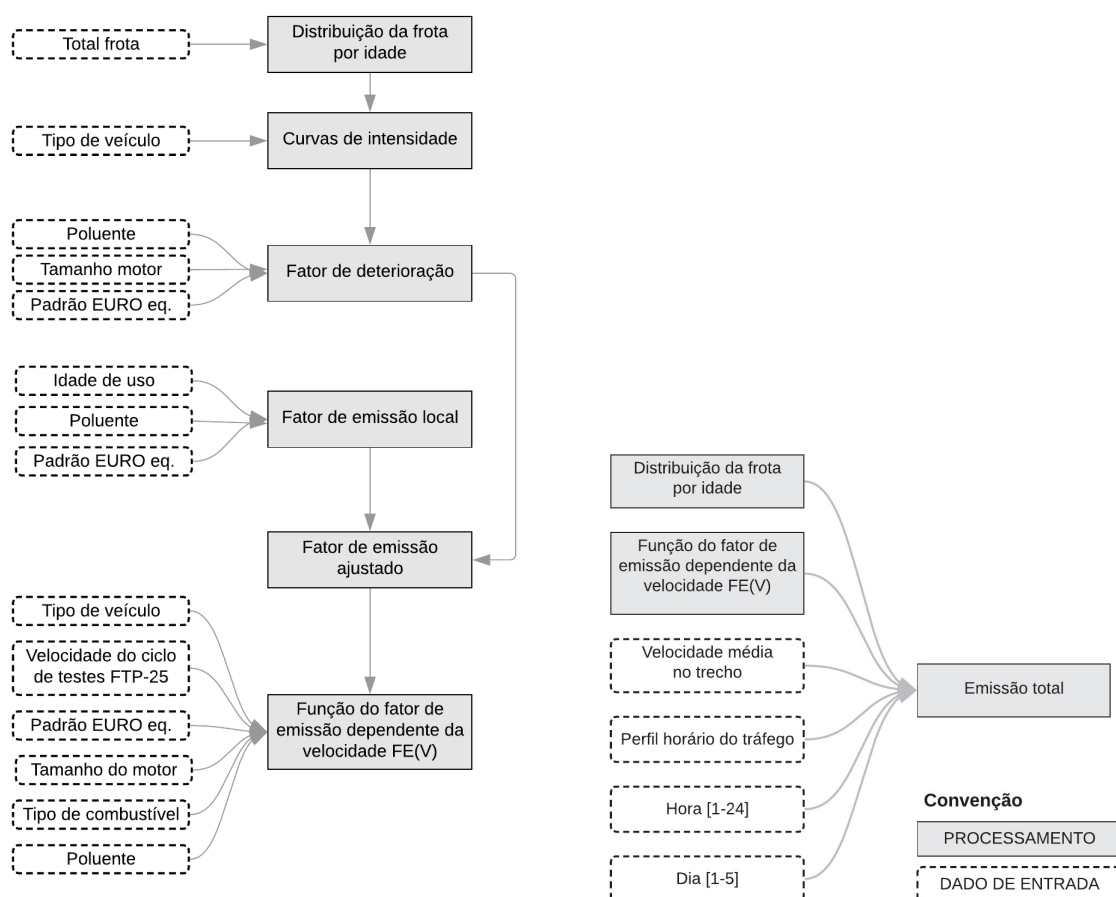 Total frota
Distribuição da frota
por idade
Tipo de veículo
Curvas de intensidade
Poluente
Tamanho motor
Padrão EURO eq.
Fator de deterioração
Idade de uso
Poluente
Padrão EURO eq.
Fator de emissão local
Fator de emissão
ajustado
Tipo de veículo
Velocidade do ciclo
de testes FTP-25
Padrão EURO eq.
Tamanho do motor
Tipo de combustível
Poluente
Função do fator de
emissão dependente da
velocidade FE(V)
Distribuição da frota
por idade
Função do fator de
emissão dependente da
velocidade FE(V)
Velocidade média
no trecho
Perfil horário do tráfego
Hora [1-24]
Dia [1-5]
Emissão total
Convenção
PROCESSAMENTO
DADO DE ENTRADA